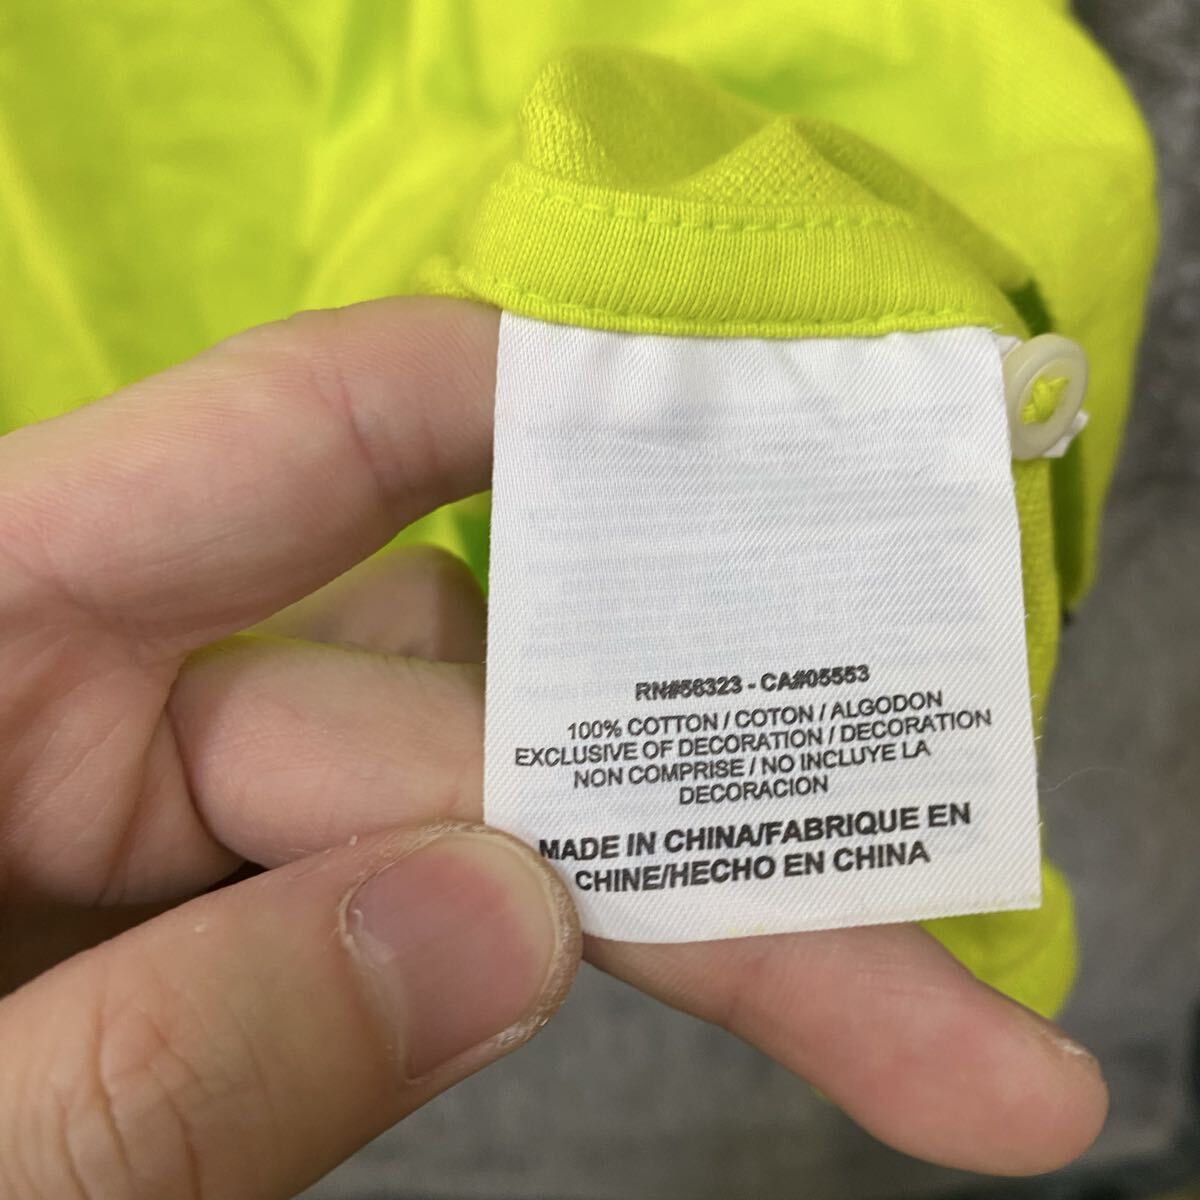 RN#56323 - CA#05553
100% COTTON / COTON / ALGODON
EXCLUSIVE OF DECORATION / DECORATION
NON COMPRISE / NO INCLUYE LA
DECORACION
MADE IN CHINA/FABRIQUE EN
CHINE/HECHO EN CHINA